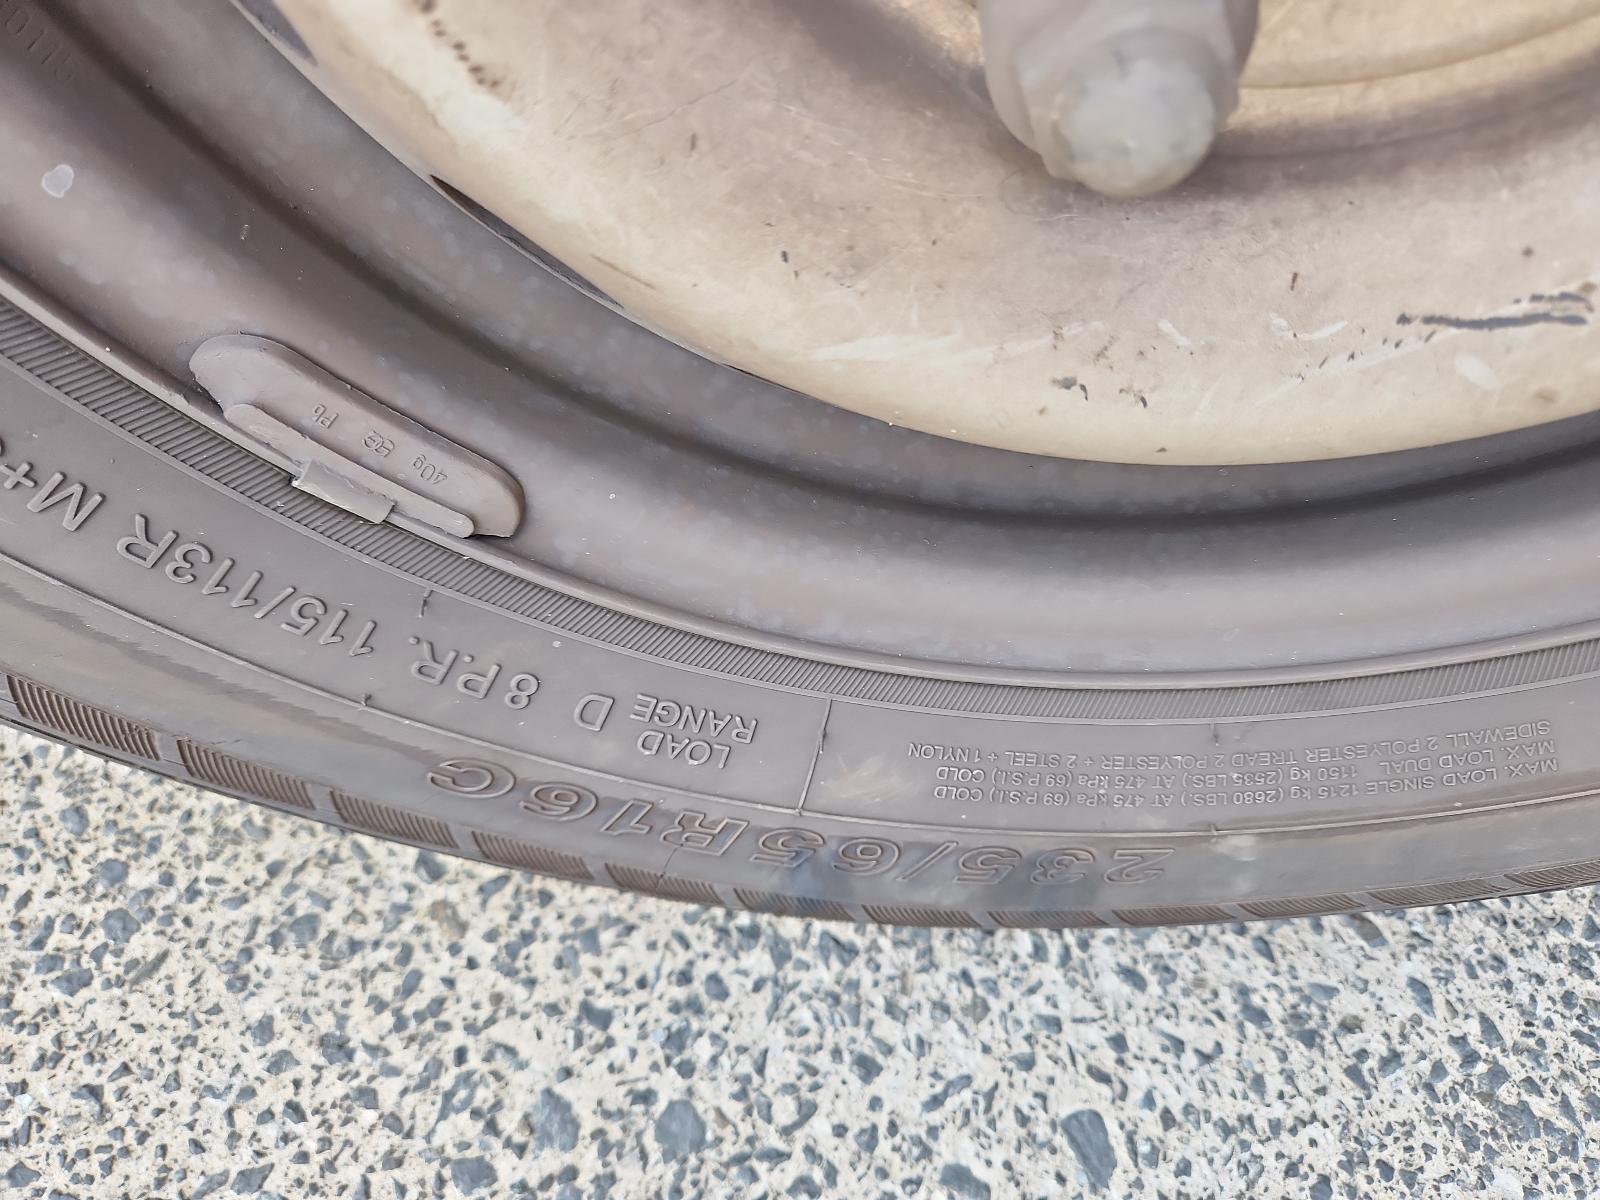 235/65R16C
LOAD
RANGE D 8P.R. 115/113R M+
MAX. LOAD SINGLE 1215 kg (2680 LBS.) AT 475 kPa (69 P.S.I.) COLD
MAX. LOAD DUAL 1150 kg (2535 LBS.) AT 475 kPa (69 P.S.I.) COLD
SIDEWALL 2 POLYESTER TREAD 2 POLYESTER + 2 STEEL + 1 NYLON
40g Pb